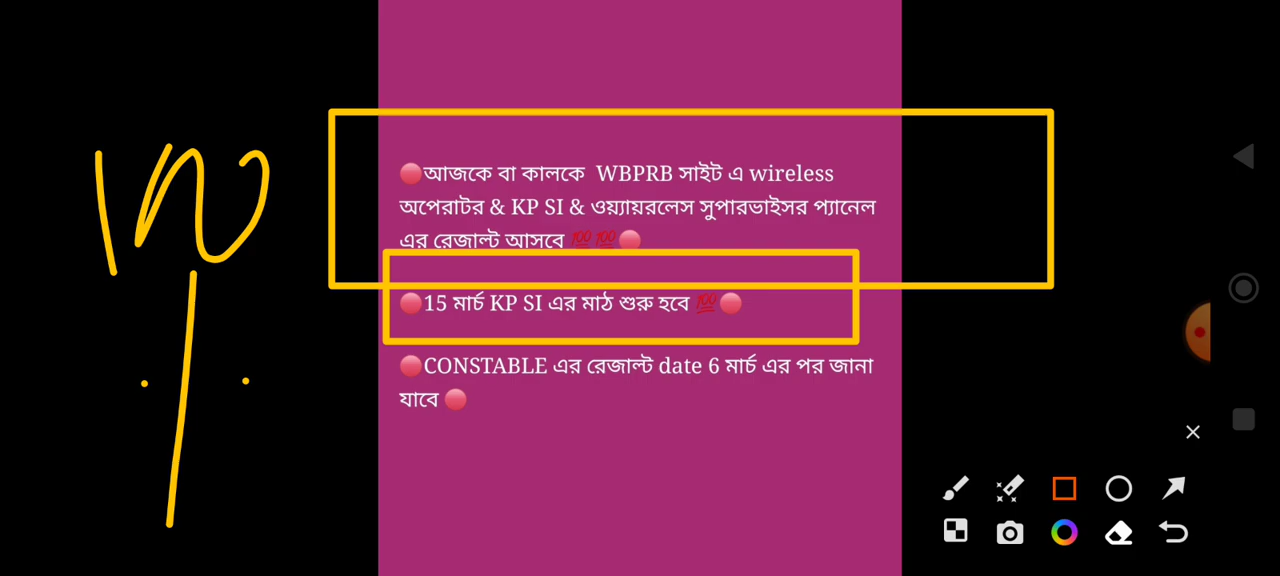 🔴আজকে বা কালকে WBPRB সাইট এ wireless
অপেরাটর & KP SI & ওয়্যায়রলেস সুপারভাইসর প্যানেল
এর রেজাল্ট আসবে 💯💯🔴
🔴15 মার্চ KP SI এর মাঠ শুরু হবে 💯🔴
🔴CONSTABLE এর রেজাল্ট date 6 মার্চ এর পর জানা
যাবে 🔴